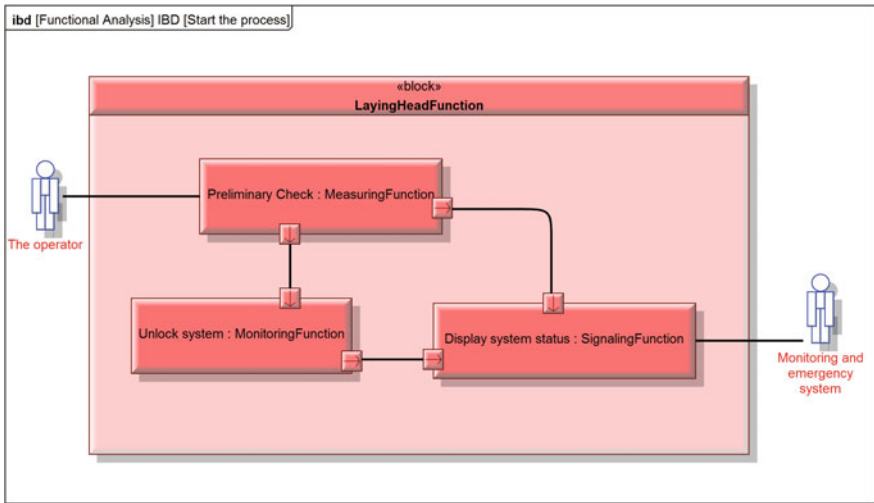 ibd [Functional Analysis] IBD [Start the process]
«block»
LayingHeadFunction
Preliminary Check : MeasuringFunction
The operator
Unlock system : MonitoringFunction
Display system status : SignalingFunction
Monitoring and
emergency
system